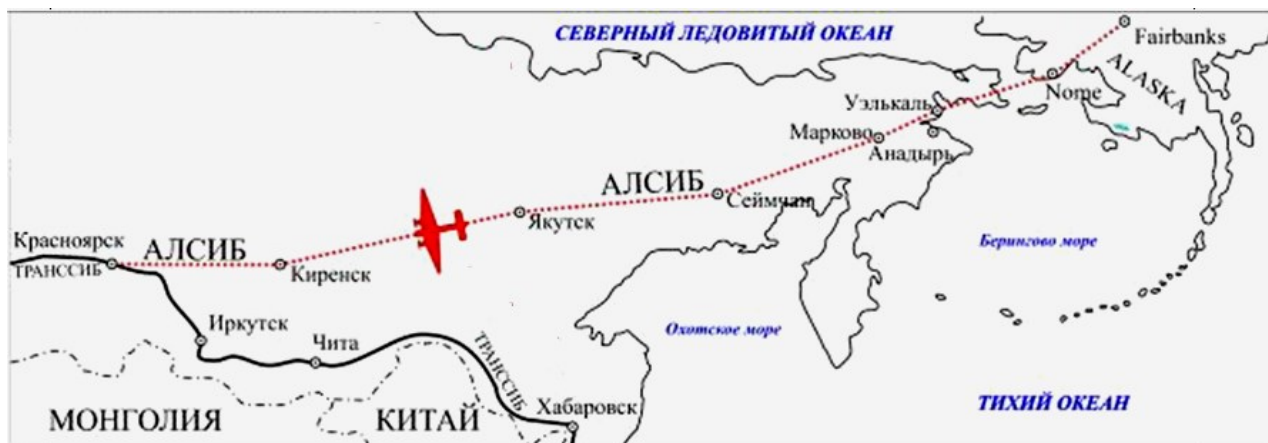 СЕВЕРНЫЙ ЛЕДОВИТЫЙ ОКЕАН
Fairbanks
ALASKA
Nome
Уэлькаль
Марково
Анадырь
АЛСИБ
Сеймчан
Якутск
Красноярск
АЛСИБ
ТРАНССИБ
Киренск
Берингово море
Охотское море
Иркутск
Чита
ТРАНССИБ
Хабаровск
МОНГОЛИЯ
КИТАЙ
ТИХИЙ ОКЕАН